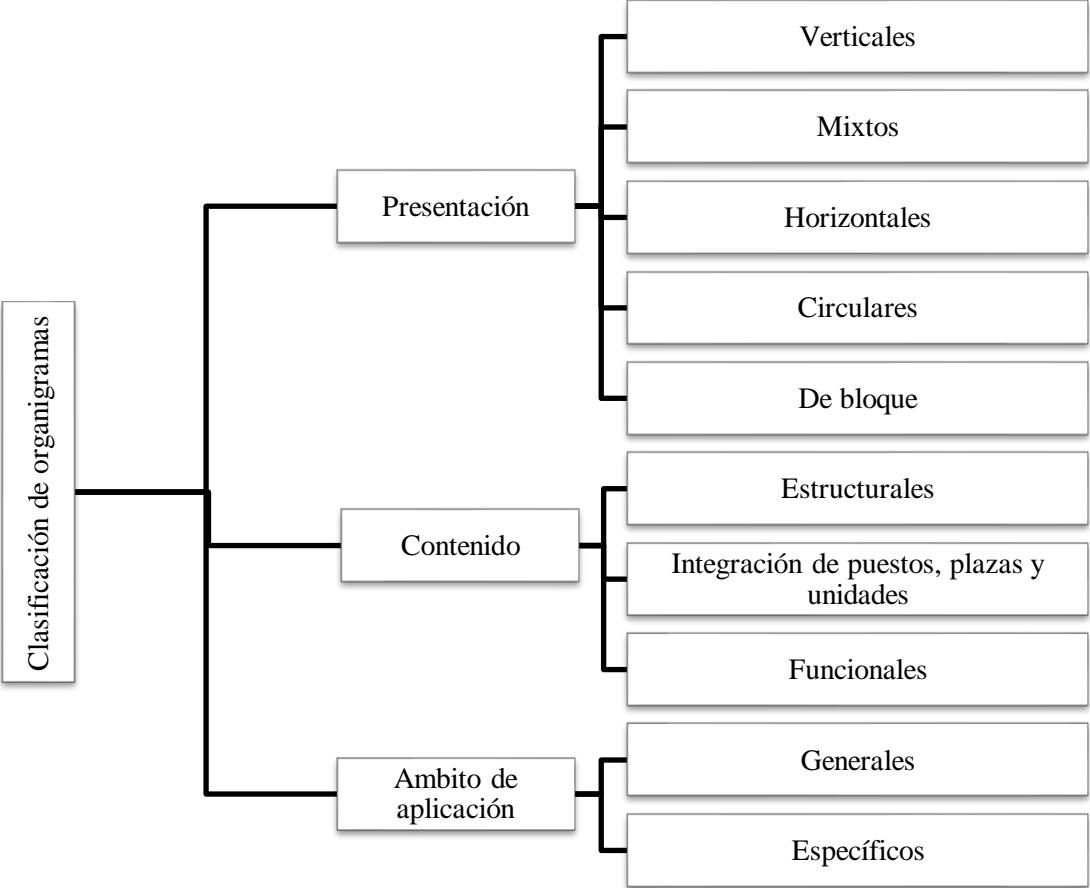 Clasificación de organigramas
Presentación
Verticales
Mixtos
Horizontales
Circulares
De bloque
Contenido
Estructurales
Integración de puestos, plazas y
unidades
Funcionales
Ambito de
aplicación
Generales
Específicos